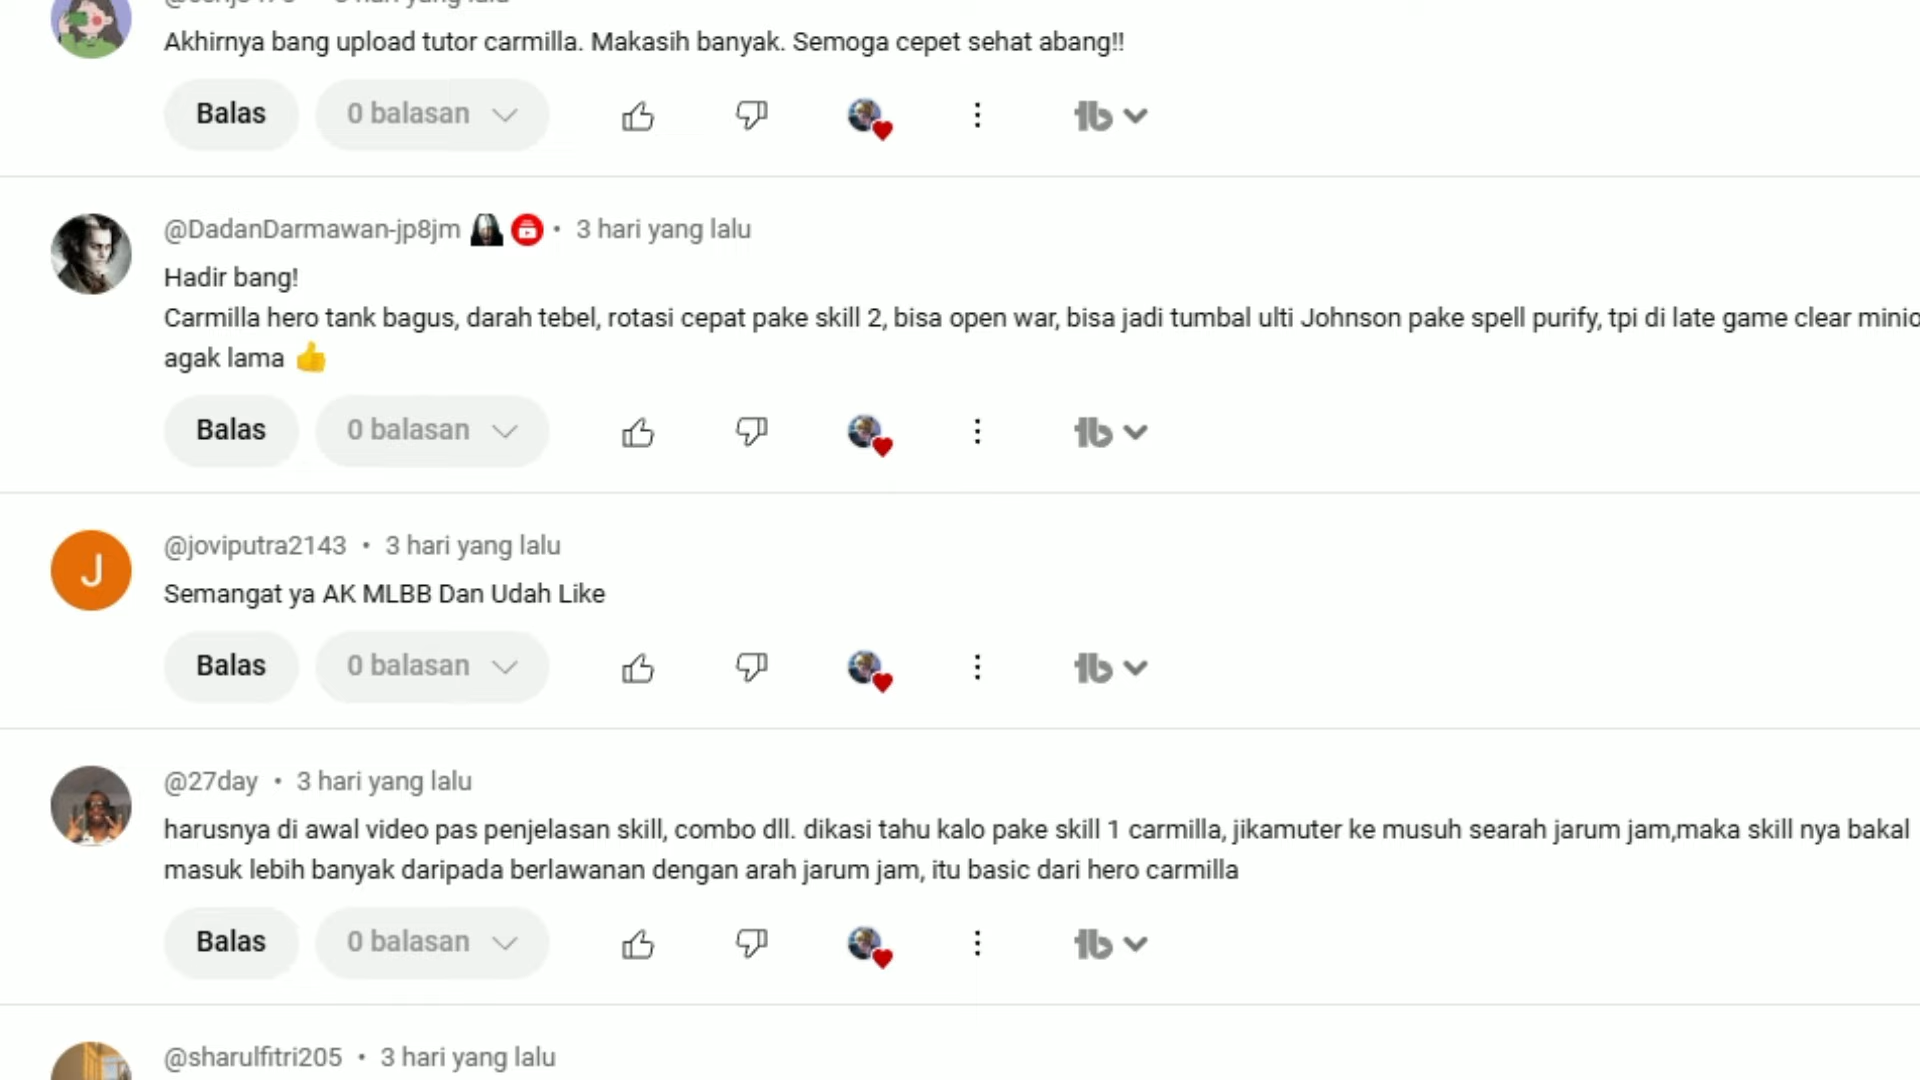 Akhirnya bang upload tutor carmilla. Makasih banyak. Semoga cepet sehat abang!!
Balas 0 balasan
@DadanDarmawan-jp8jm • 3 hari yang lalu
Hadir bang!
Carmilla hero tank bagus, darah tebel, rotasi cepat pake skill 2, bisa open war, bisa jadi tumbal ulti Johnson pake spell purify, tpi di late game clear
agak lama 👍
Balas 0 balasan
J
@joviputra2143 • 3 hari yang lalu
Semangat ya AK MLBB Dan Udah Like
Balas 0 balasan
@27day • 3 hari yang lalu
harusnya di awal video pas penjelasan skill, combo dll. dikasi tahu kalo pake skill 1 carmilla, jikamuter ke musuh searah jarum jam,maka skill nya bakal
masuk lebih banyak daripada berlawanan dengan arah jarum jam, itu basic dari hero carmilla
Balas 0 balasan
@sharulfitri205 • 3 hari yang lalu